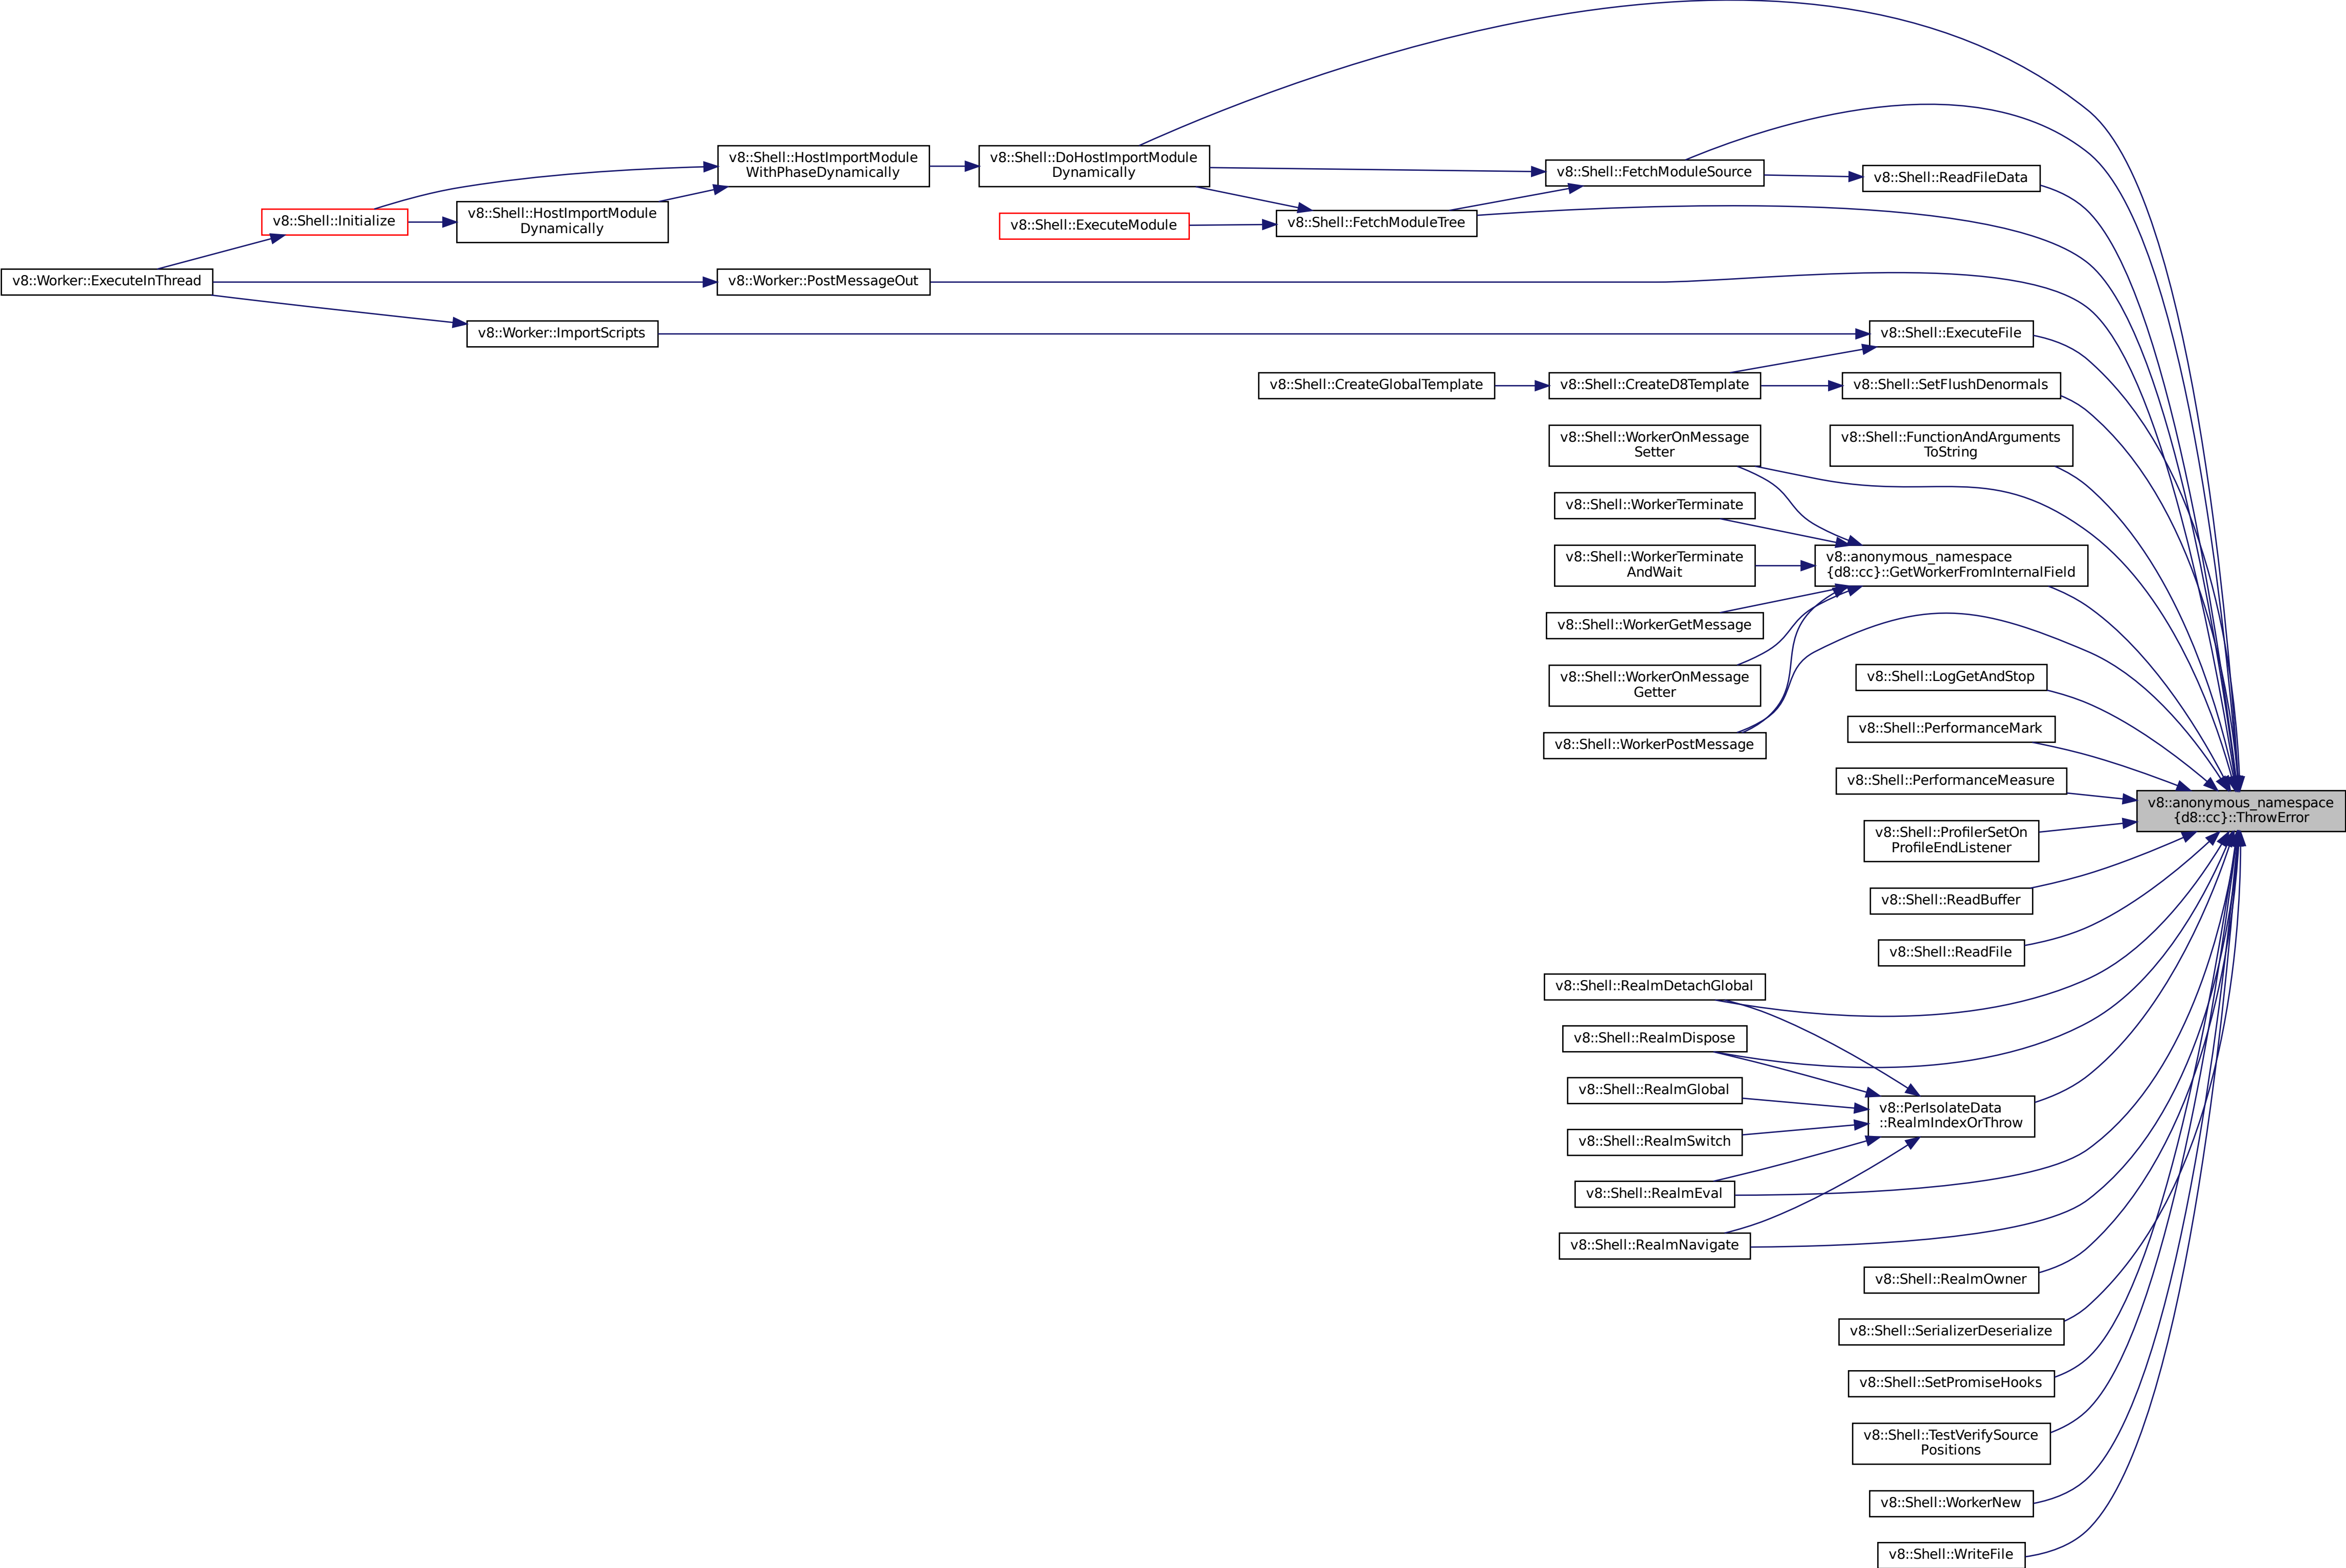 v8::Shell::HostImportModule
WithPhaseDynamically
v8::Shell::DoHostImportModule
Dynamically
v8::Shell::FetchModuleSource
v8::Shell::ReadFileData
v8::Shell::Initialize
v8::Shell::HostImportModule
Dynamically
v8::Shell::ExecuteModule
v8::Shell::FetchModuleTree
v8::Worker::ExecuteInThread
v8::Worker::PostMessageOut
v8::Worker::ImportScripts
v8::Shell::ExecuteFile
v8::Shell::CreateGlobalTemplate
v8::Shell::CreateD8Template
v8::Shell::SetFlushDenormals
v8::Shell::WorkerOnMessage
Setter
v8::Shell::FunctionAndArguments
ToString
v8::Shell::WorkerTerminate
v8::Shell::WorkerTerminate
AndWait
v8::anonymous_namespace
{d8::cc}::GetWorkerFromInternalField
v8::Shell::WorkerGetMessage
v8::Shell::WorkerOnMessage
Getter
v8::Shell::LogGetAndStop
v8::Shell::PerformanceMark
v8::Shell::WorkerPostMessage
v8::Shell::PerformanceMeasure
v8::anonymous_namespace
{d8::cc}::ThrowError
v8::Shell::ProfilerSetOn
ProfileEndListener
v8::Shell::ReadBuffer
v8::Shell::ReadFile
v8::Shell::RealmDetachGlobal
v8::Shell::RealmDispose
v8::Shell::RealmGlobal
v8::PerIsolateData
::RealmIndexOrThrow
v8::Shell::RealmSwitch
v8::Shell::RealmEval
v8::Shell::RealmNavigate
v8::Shell::RealmOwner
v8::Shell::SerializerDeserialize
v8::Shell::SetPromiseHooks
v8::Shell::TestVerifySource
Positions
v8::Shell::WorkerNew
v8::Shell::WriteFile